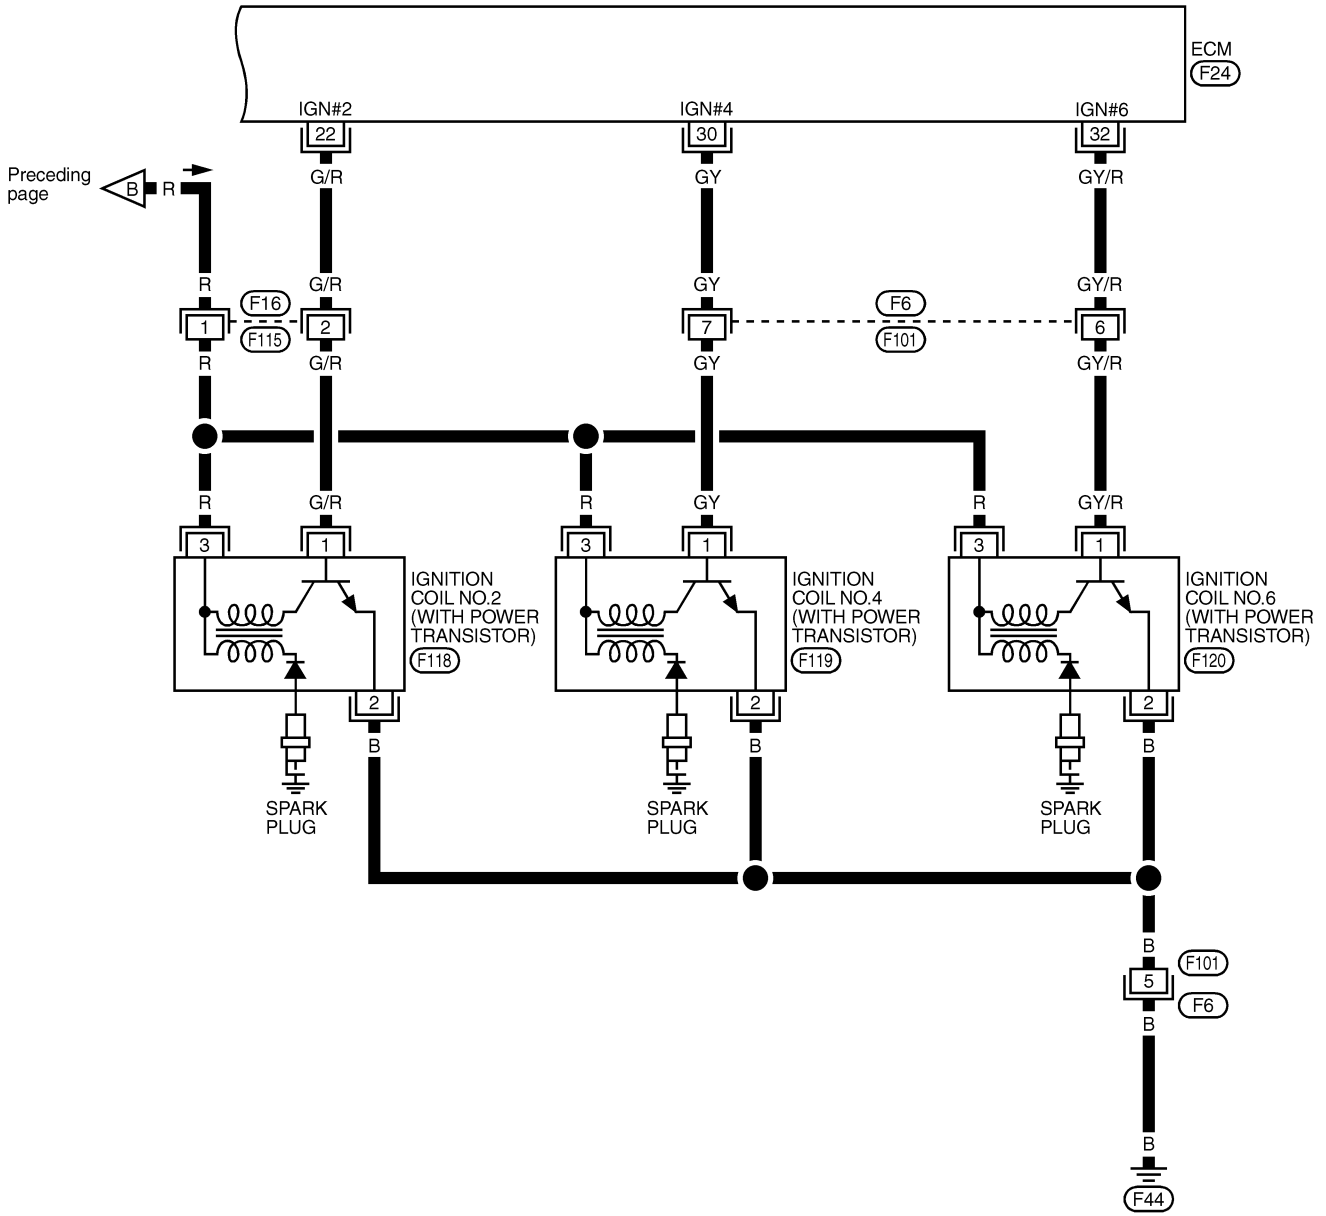 ECM
F24
IGN#2
IGN#4
IGN#6
22
30
32
Preceding
page
B
R
G/R
GY
GY/R
R
G/R
GY
GY/R
F16
F6
1
2
7
6
F115
F101
R
G/R
GY
GY/R
R
G/R
R
GY
R
GY/R
3
1
3
1
3
1
IGNITION
COIL NO.2
(WITH POWER
TRANSISTOR)
F118
IGNITION
COIL NO.4
(WITH POWER
TRANSISTOR)
F119
IGNITION
COIL NO.6
(WITH POWER
TRANSISTOR)
F120
2
2
2
B
B
B
SPARK
PLUG
SPARK
PLUG
SPARK
PLUG
B
F101
5
F6
B
B
F44